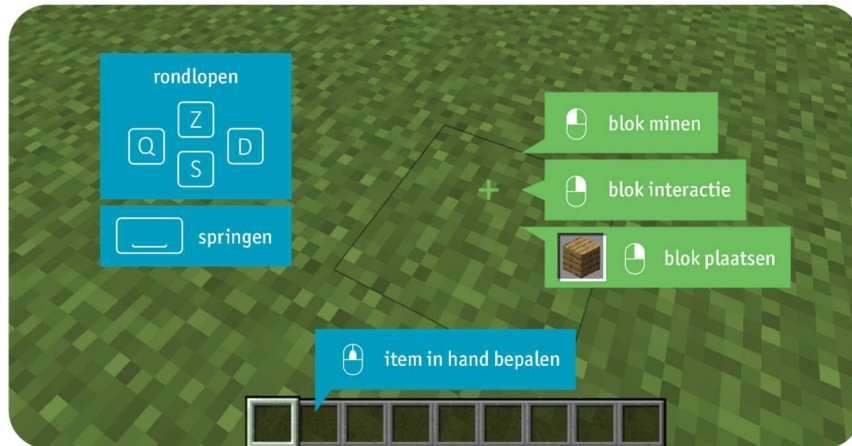 rondlopen
Z
Q
S
D
springen
blok minen
blok interactie
blok plaatsen
item in hand bepalen